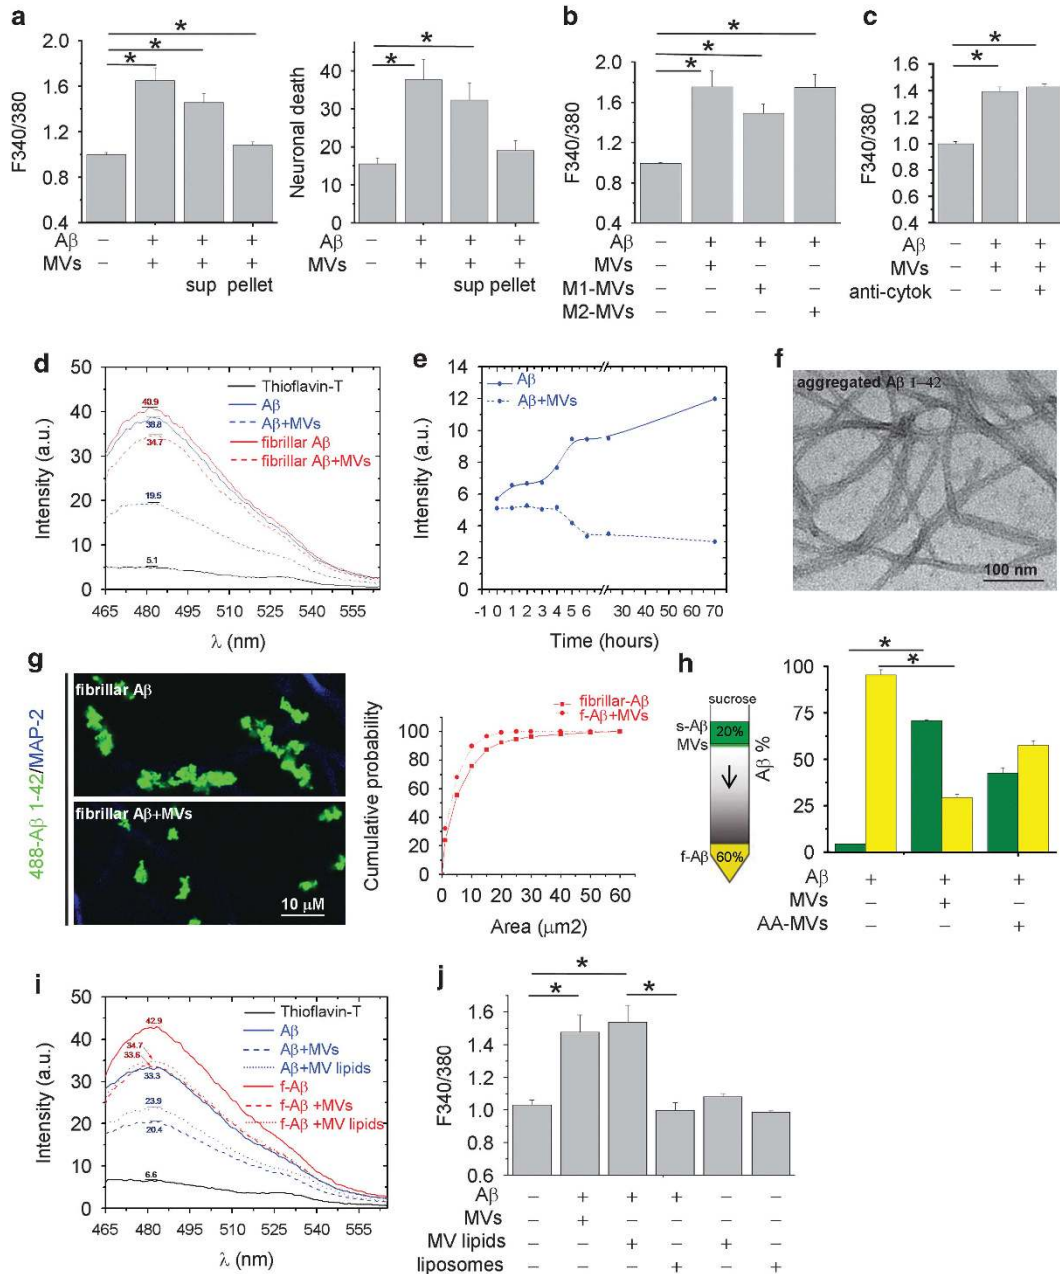 a
*
*
*
F340/380
2.0
1.6
1.2
0.8
0.4
Aβ − + + +
MVs − + + +
sup pellet
*
*
Neuronal death
40
30
20
10
0
Aβ − + + +
MVs − + + +
sup pellet
b
*
*
*
F340/380
2.0
1.6
1.2
0.8
0.4
Aβ − + + +
MVs − + − −
M1-MVs − − + −
M2-MVs − − − +
c
*
*
F340/380
1.6
1.4
1.2
1.0
0.8
0.6
0.4
Aβ − + +
MVs − + +
anti-cytok − − +
d
Intensity (a.u.)
50
40
30
20
10
0
Thioflavin-T
Aβ
Aβ+MVs
fibrillar Aβ
fibrillar Aβ+MVs
40.9
38.8
34.7
19.5
5.1
465 480 495 510 525 540 555
λ (nm)
e
Intensity (a.u.)
14
12
10
8
6
4
2
0
Aβ
Aβ+MVs
-1 0 1 2 3 4 5 6 30 40 50 60 70
Time (hours)
f
aggregated Aβ 1–42
100 nm
g
488-Aβ 1-42/MAP-2
fibrillar Aβ
fibrillar Aβ+MVs
10 μM
Cumulative probability
100
80
60
40
20
0
fibrillar-Aβ
f-Aβ+MVs
0 10 20 30 40 50 60
Area (μm2)
h
sucrose
s-Aβ
MVs
20%
f-Aβ
60%
*
*
Aβ %
100
75
50
25
0
Aβ + + +
MVs − + −
AA-MVs − − +
i
Intensity (a.u.)
50
40
30
20
10
0
Thioflavin-T
Aβ
Aβ+MVs
Aβ+MV lipids
f-Aβ
f-Aβ +MVs
f-Aβ +MV lipids
42.9
34.7
33.6
33.3
23.9
20.4
6.6
465 480 495 510 525 540 555
λ (nm)
j
*
*
*
F340/380
1.6
1.4
1.2
1.0
0.8
0.6
Aβ − + + + − −
MVs − + − − − −
MV lipids − − + − + −
liposomes − − − + − +